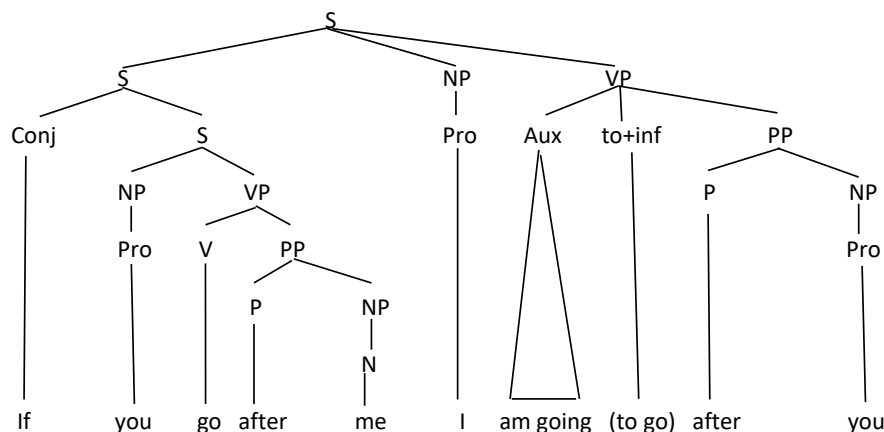 S
S NP VP
Conj S Pro Aux to+inf PP
NP VP P NP
Pro V PP Pro
P NP
N
If you go after me I am going (to go) after you